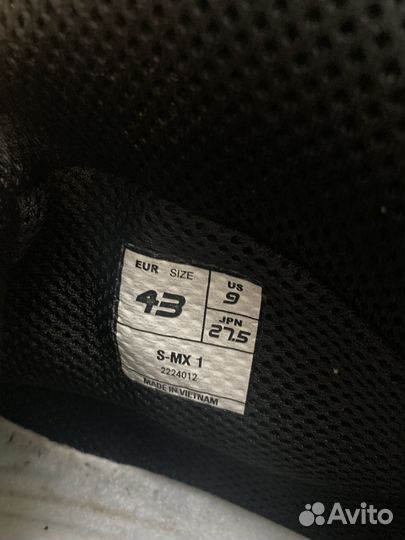 EUR SIZE
43
US
9
JPN
27.5
S-MX 1
2224012
MADE IN VIETNAM
Avito